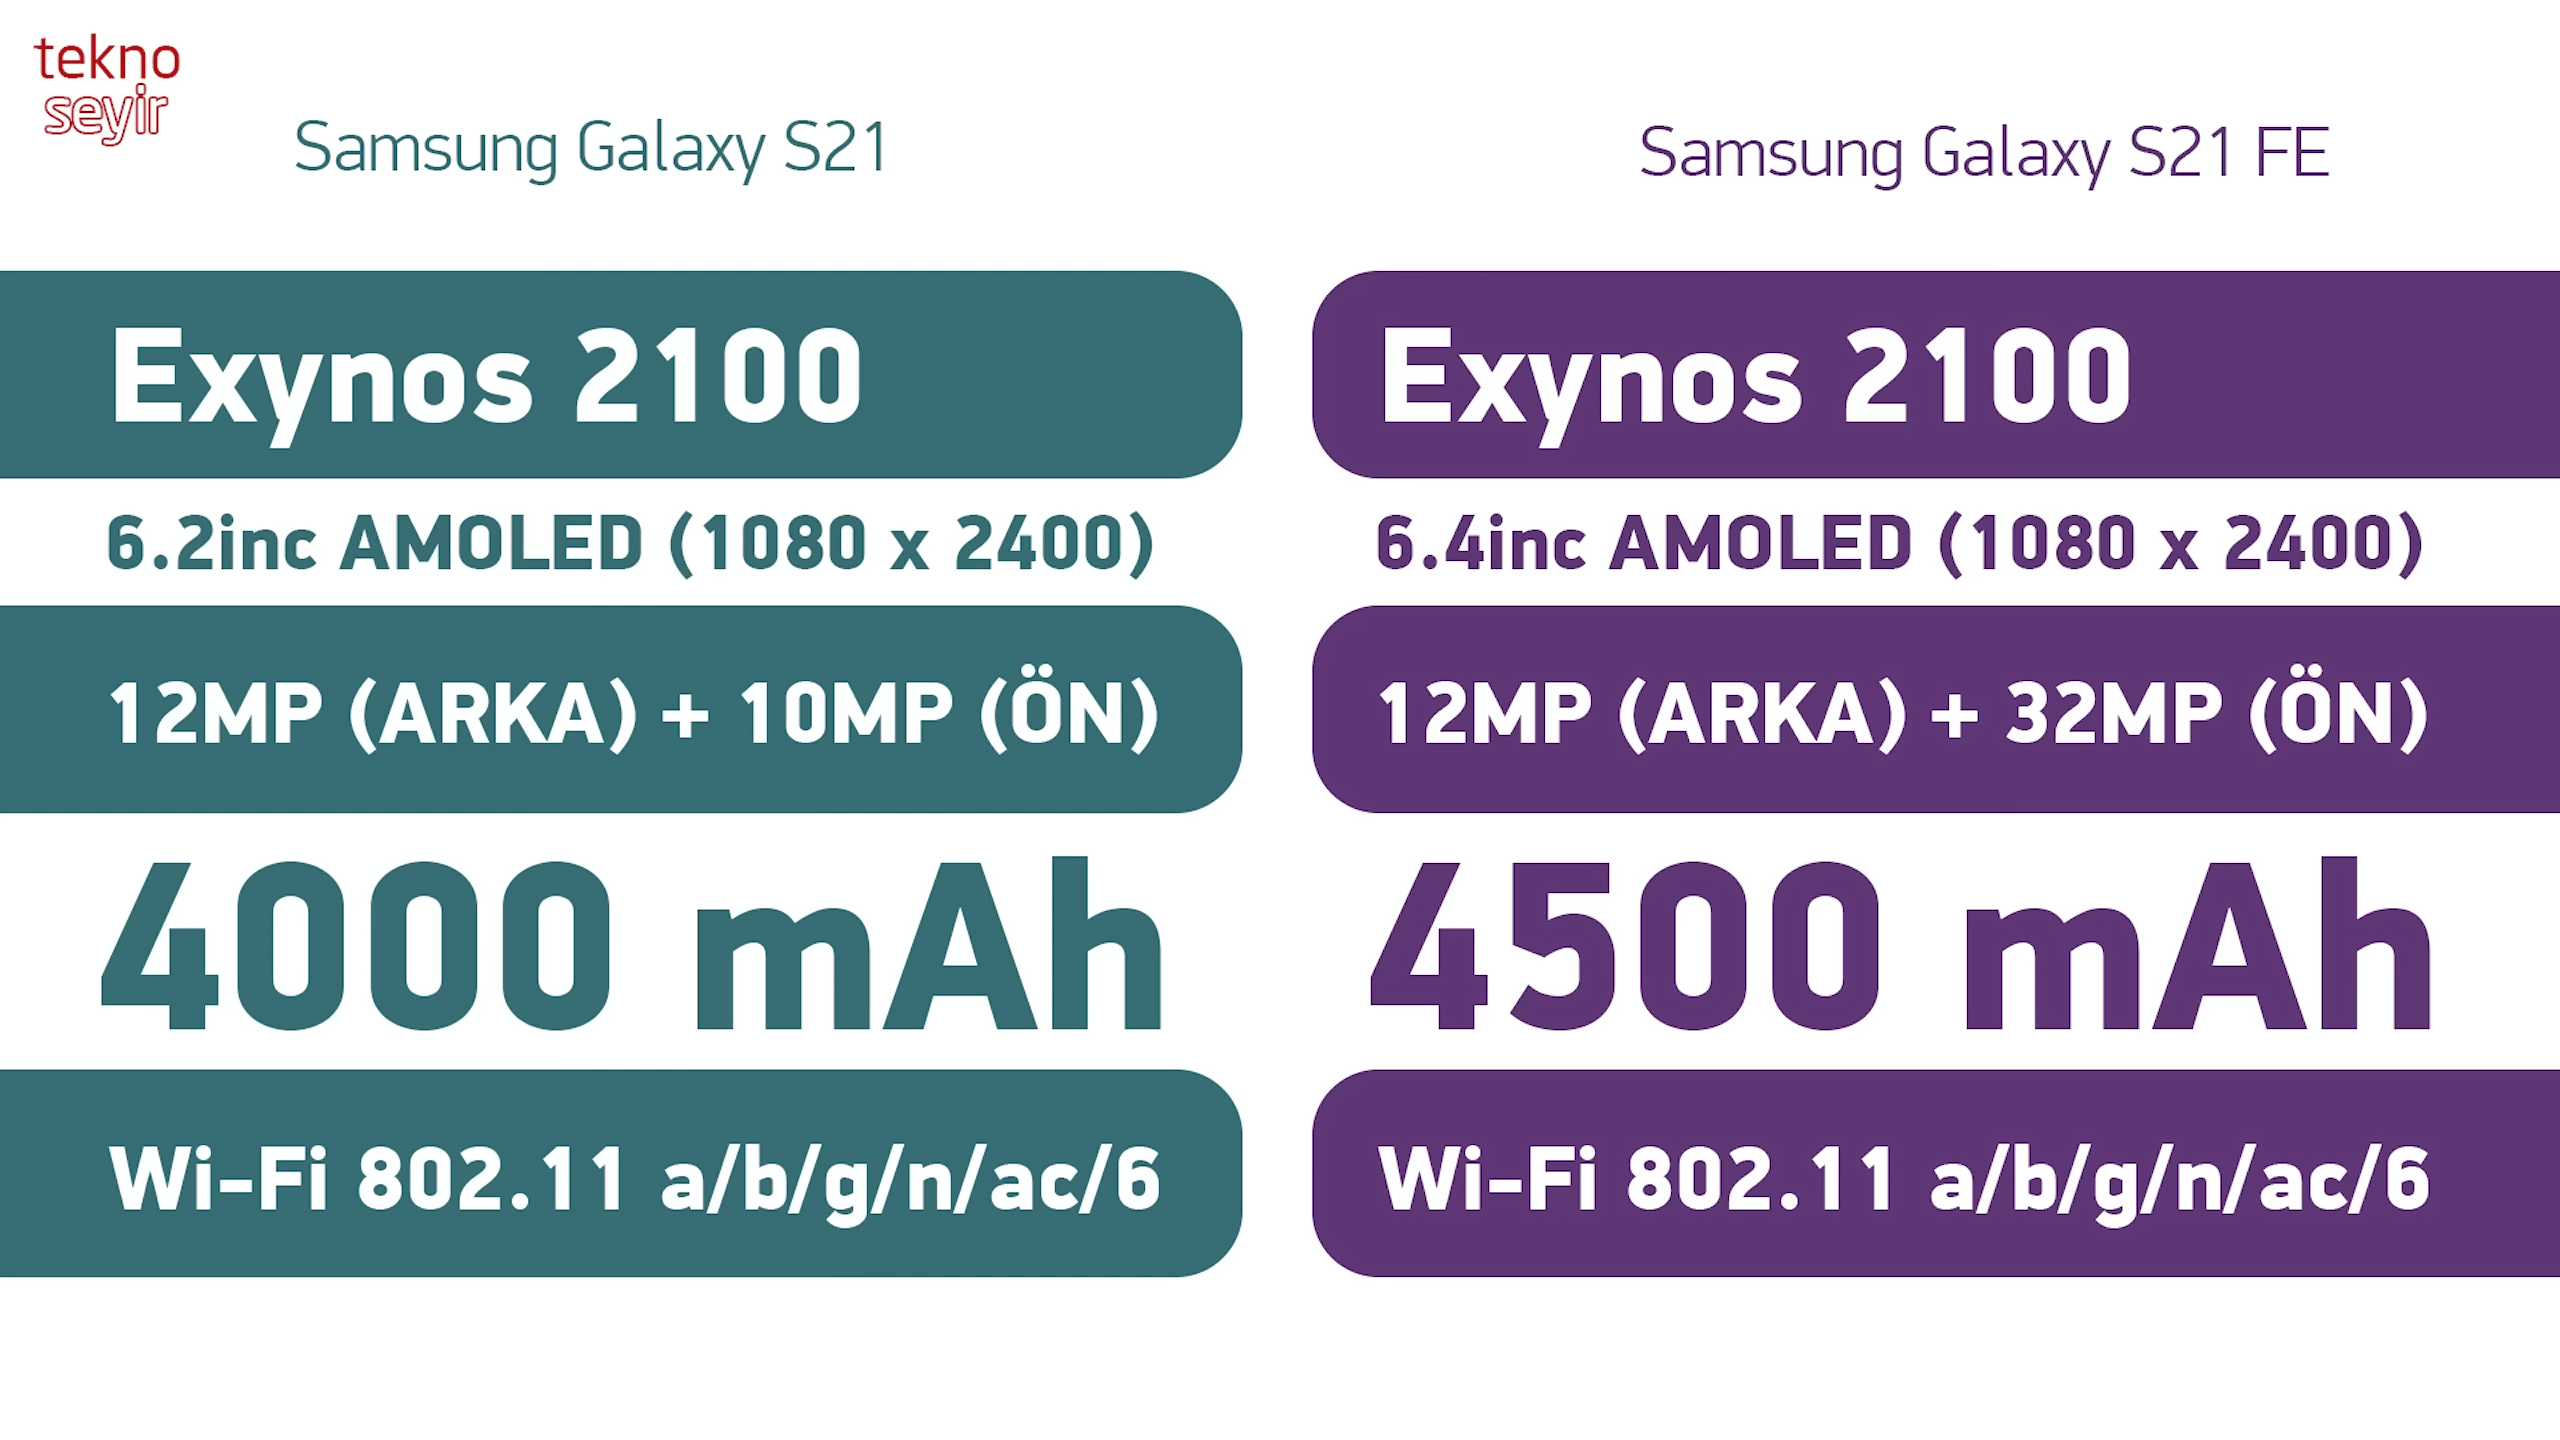 tekno
seyir
Samsung Galaxy S21
Exynos 2100
6.2inc AMOLED (1080 x 2400)
12MP (ARKA) + 10MP (ÖN)
4000 mAh
Wi-Fi 802.11 a/b/g/n/ac/6
Samsung Galaxy S21 FE
Exynos 2100
6.4inc AMOLED (1080 x 2400)
12MP (ARKA) + 32MP (ÖN)
4500 mAh
Wi-Fi 802.11 a/b/g/n/ac/6